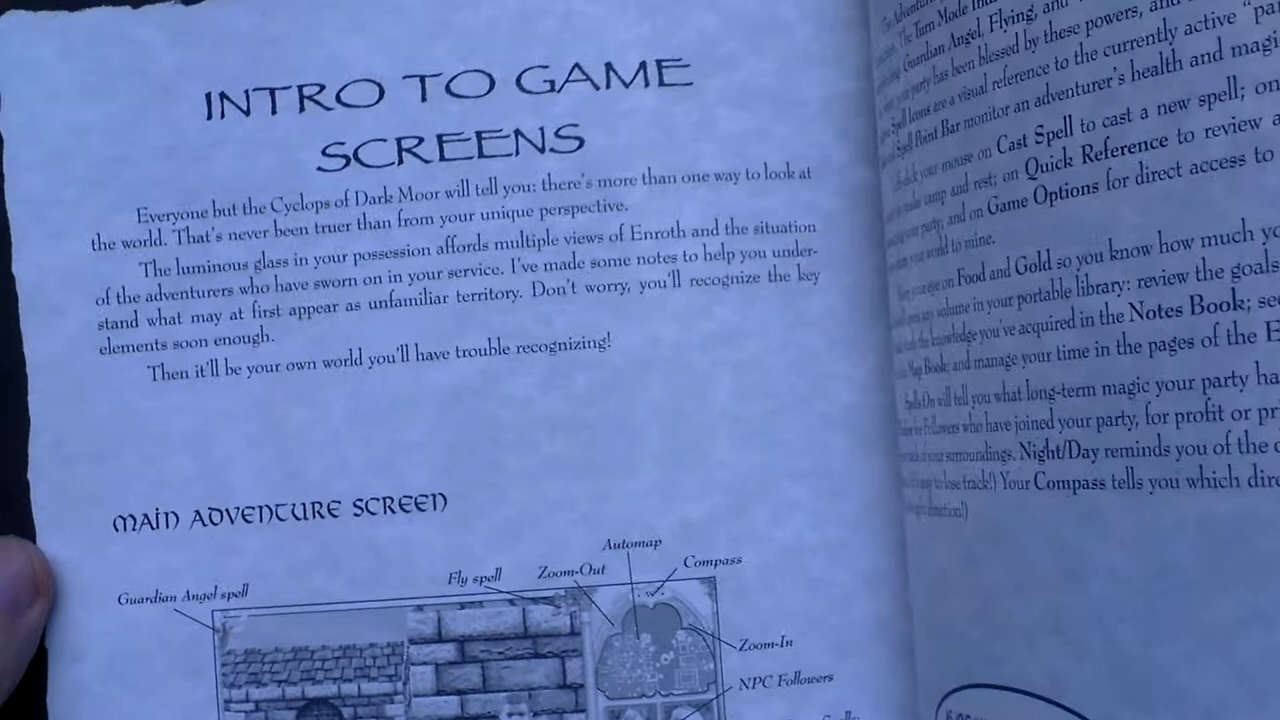 INTRO TO GAME
SCREENS
Everyone but the Cyclops of Dark Moor will tell you: there's more than one way to look at
the world. That's never been truer than from your unique perspective.
The luminous glass in your possession affords multiple views of Enroth and the situation
of the adventurers who have sworn on in your service. I've made some notes to help you under-
stand what may at first appear as unfamiliar territory. Don't worry, you'll recognize the key
elements soon enough.
Then it'll be your own world you'll have trouble recognizing!
MAIN ADVENTURE SCREEN
Automap
Compass
Zoom-Out
Fly spell
Guardian Angel spell
Zoom-In
NPC Followers
The Turn Mode
Guardian Angel, Flying, and
party has been blessed by these powers, and
Spell Icons are a visual reference to the currently active "pa
Spell Point Bar monitor an adventurer's health and magi
click your mouse on Cast Spell to cast a new spell; on
camp and rest; on Quick Reference to review a
your party; and on Game Options for direct access to
world to mine.
eye on Food and Gold so you know how much yo
volume in your portable library: review the goals
the knowledge you've acquired in the Notes Book; see
Map Book; and manage your time in the pages of the E
Spells On will tell you what long-term magic your party ha
Followers who have joined your party, for profit or pr
surroundings. Night/Day reminds you of the
to lose track!) Your Compass tells you which dire
direction!)